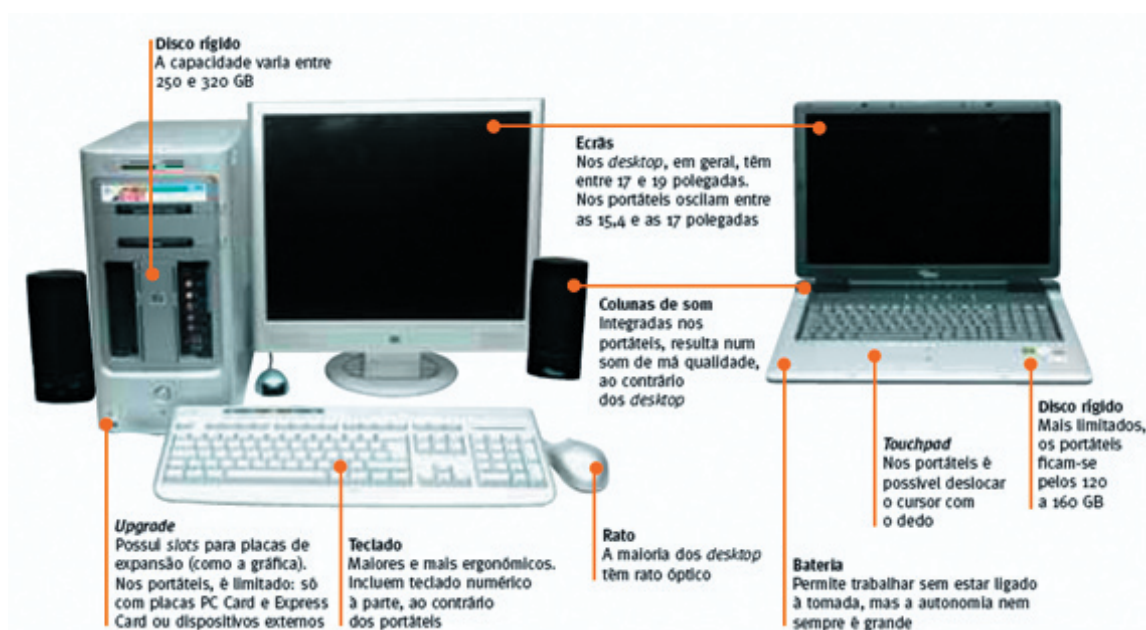 Disco rígido
A capacidade varia entre
250 e 320 GB
Ecrãs
Nos desktop, em geral, têm
entre 17 e 19 polegadas.
Nos portáteis oscilam entre
as 15,4 e as 17 polegadas
Colunas de som
Integradas nos
portáteis, resulta num
som de má qualidade,
ao contrário
dos desktop
Disco rígido
Mais limitados,
os portáteis
ficam-se
pelos 120
a 160 GB
Touchpad
Nos portáteis é
possível deslocar
o cursor com
o dedo
Upgrade
Possui slots para placas de
expansão (como a gráfica).
Nos portáteis, é limitado: só
com placas PC Card e Express
Card ou dispositivos externos
Teclado
Maiores e mais ergonómicos.
Incluem teclado numérico
à parte, ao contrário
dos portáteis
Rato
A maioria dos desktop
têm rato óptico
Bateria
Permite trabalhar sem estar ligado
à tomada, mas a autonomia nem
sempre é grande